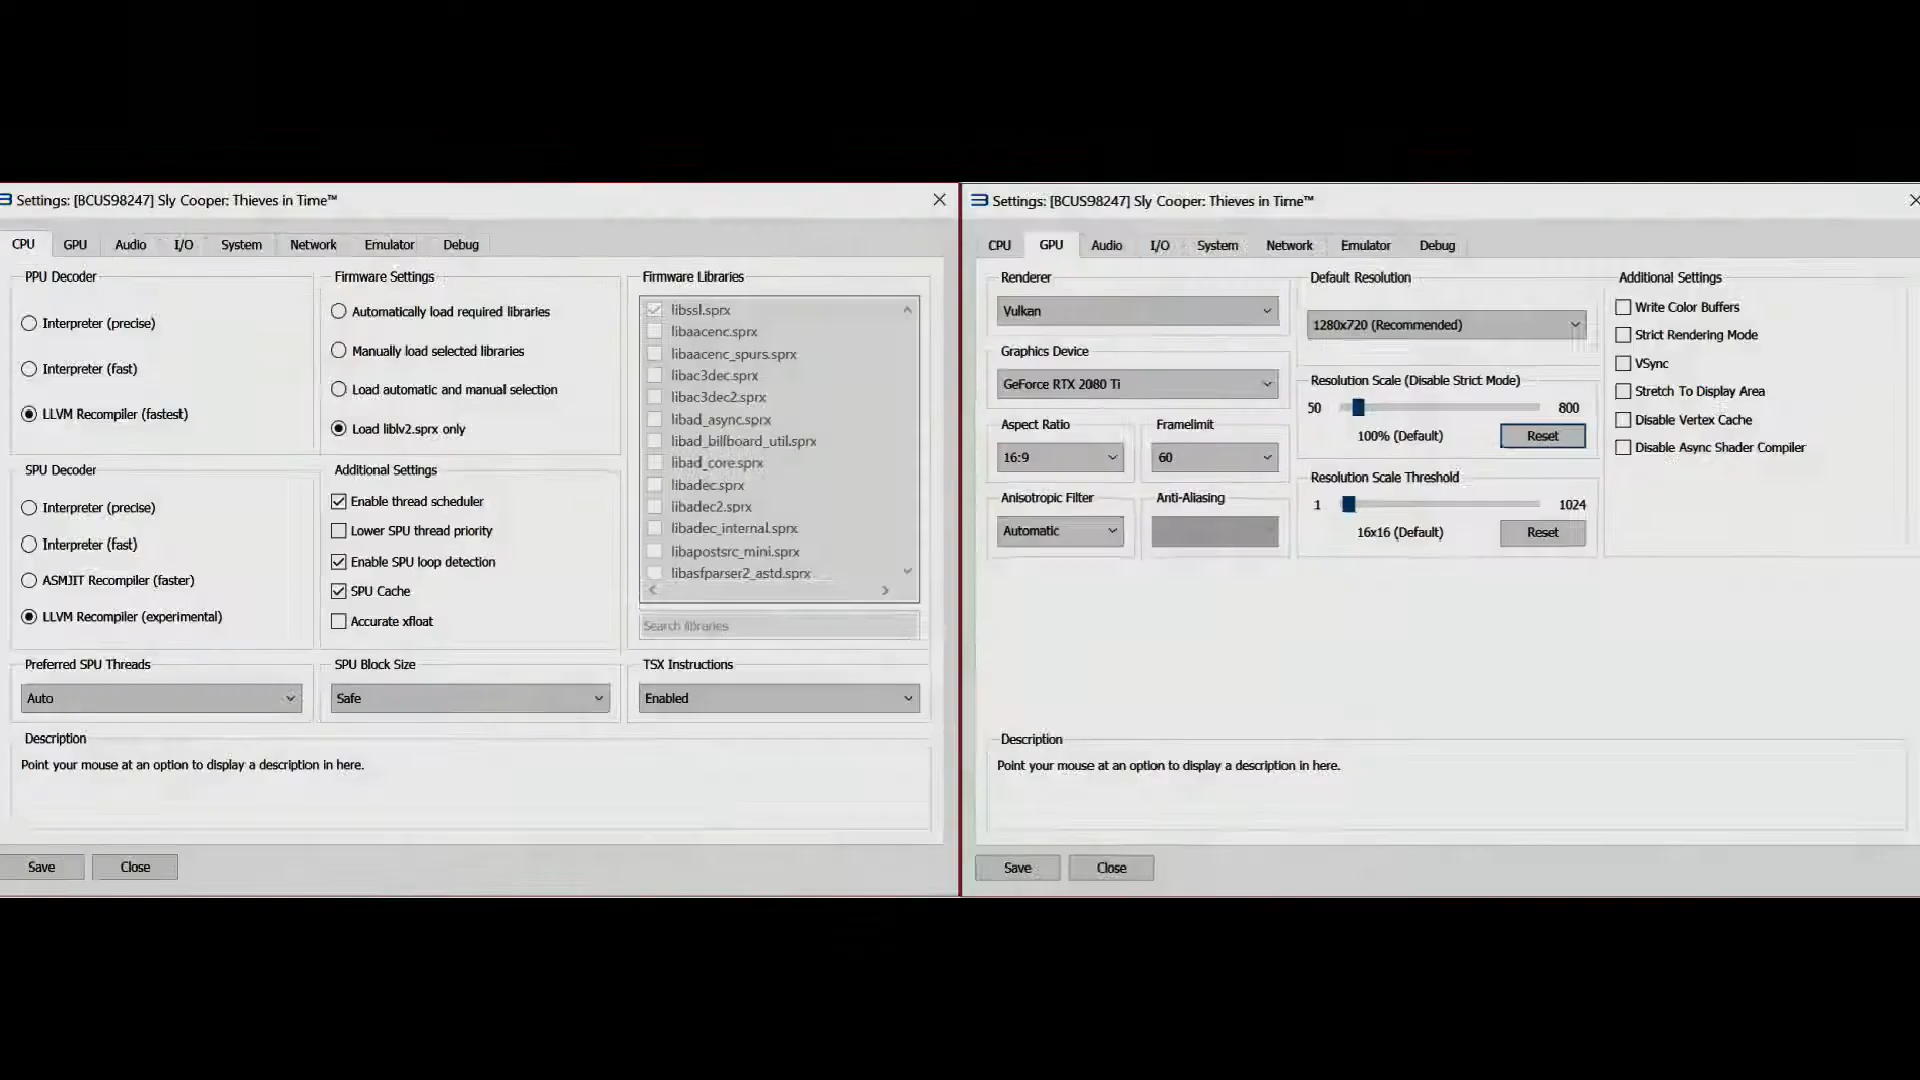 Settings: [BCUS98247] Sly Cooper: Thieves in Time™
CPU GPU Audio I/O System Network Emulator Debug
PPU Decoder
Interpreter (precise)
Interpreter (fast)
LLVM Recompiler (fastest)
Firmware Settings
Automatically load required libraries
Manually load selected libraries
Load automatic and manual selection
Load liblv2.sprx only
Firmware Libraries
libssl.sprx
libaacenc.sprx
libaacenc_spurs.sprx
libac3dec.sprx
libac3dec2.sprx
libad_async.sprx
libad_billboard_util.sprx
libad_core.sprx
libadec.sprx
libadec2.sprx
libadec_internal.sprx
libapostsrc_mini.sprx
libasfparser2_astd.sprx
Search libraries
SPU Decoder
Interpreter (precise)
Interpreter (fast)
ASMJIT Recompiler (faster)
LLVM Recompiler (experimental)
Additional Settings
Enable thread scheduler
Lower SPU thread priority
Enable SPU loop detection
SPU Cache
Accurate xfloat
Preferred SPU Threads
Auto
SPU Block Size
Safe
TSX Instructions
Enabled
Description
Point your mouse at an option to display a description in here.
Save Close
Settings: [BCUS98247] Sly Cooper: Thieves in Time™
CPU GPU Audio I/O System Network Emulator Debug
Renderer
Vulkan
Graphics Device
GeForce RTX 2080 Ti
Aspect Ratio
16:9
Framelimit
60
Anisotropic Filter
Automatic
Anti-Aliasing
Default Resolution
1280x720 (Recommended)
Resolution Scale (Disable Strict Mode)
50 800
100% (Default) Reset
Resolution Scale Threshold
1 1024
16x16 (Default) Reset
Additional Settings
Write Color Buffers
Strict Rendering Mode
VSync
Stretch To Display Area
Disable Vertex Cache
Disable Async Shader Compiler
Description
Point your mouse at an option to display a description in here.
Save Close